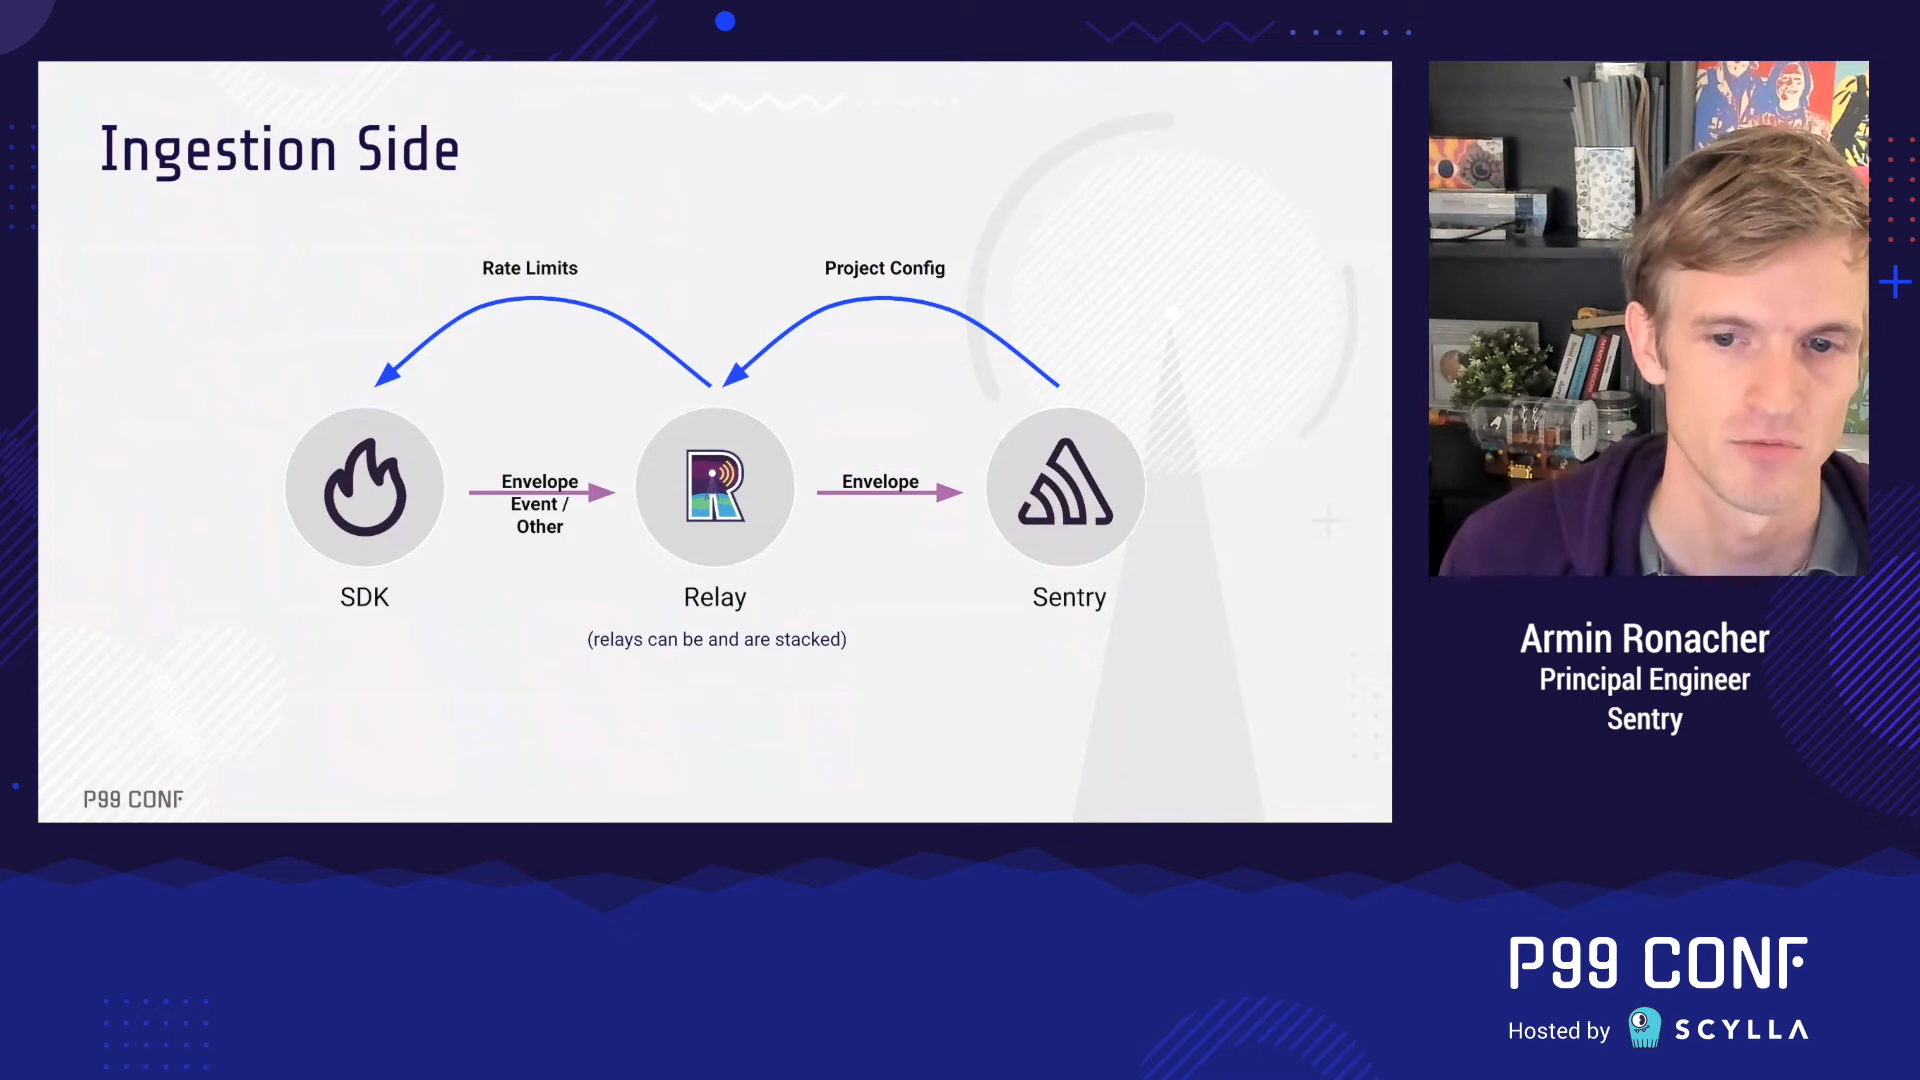 Ingestion Side
Rate Limits
Project Config
Envelope
Event /
Other
Envelope
SDK
Relay
Sentry
(relays can be and are stacked)
P99 CONF
Armin Ronacher
Principal Engineer
Sentry
P99 CONF
Hosted by SCYLLA